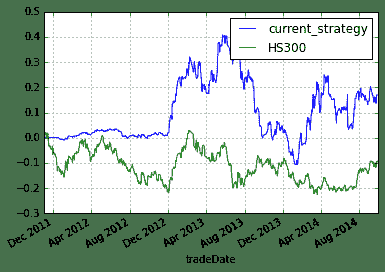 0.5
0.4
0.3
0.2
0.1
0.0
−0.1
−0.2
−0.3
current_strategy
HS300
Dec 2011
Apr 2012
Aug 2012
Dec 2012
Apr 2013
Aug 2013
Dec 2013
Apr 2014
Aug 2014
tradeDate